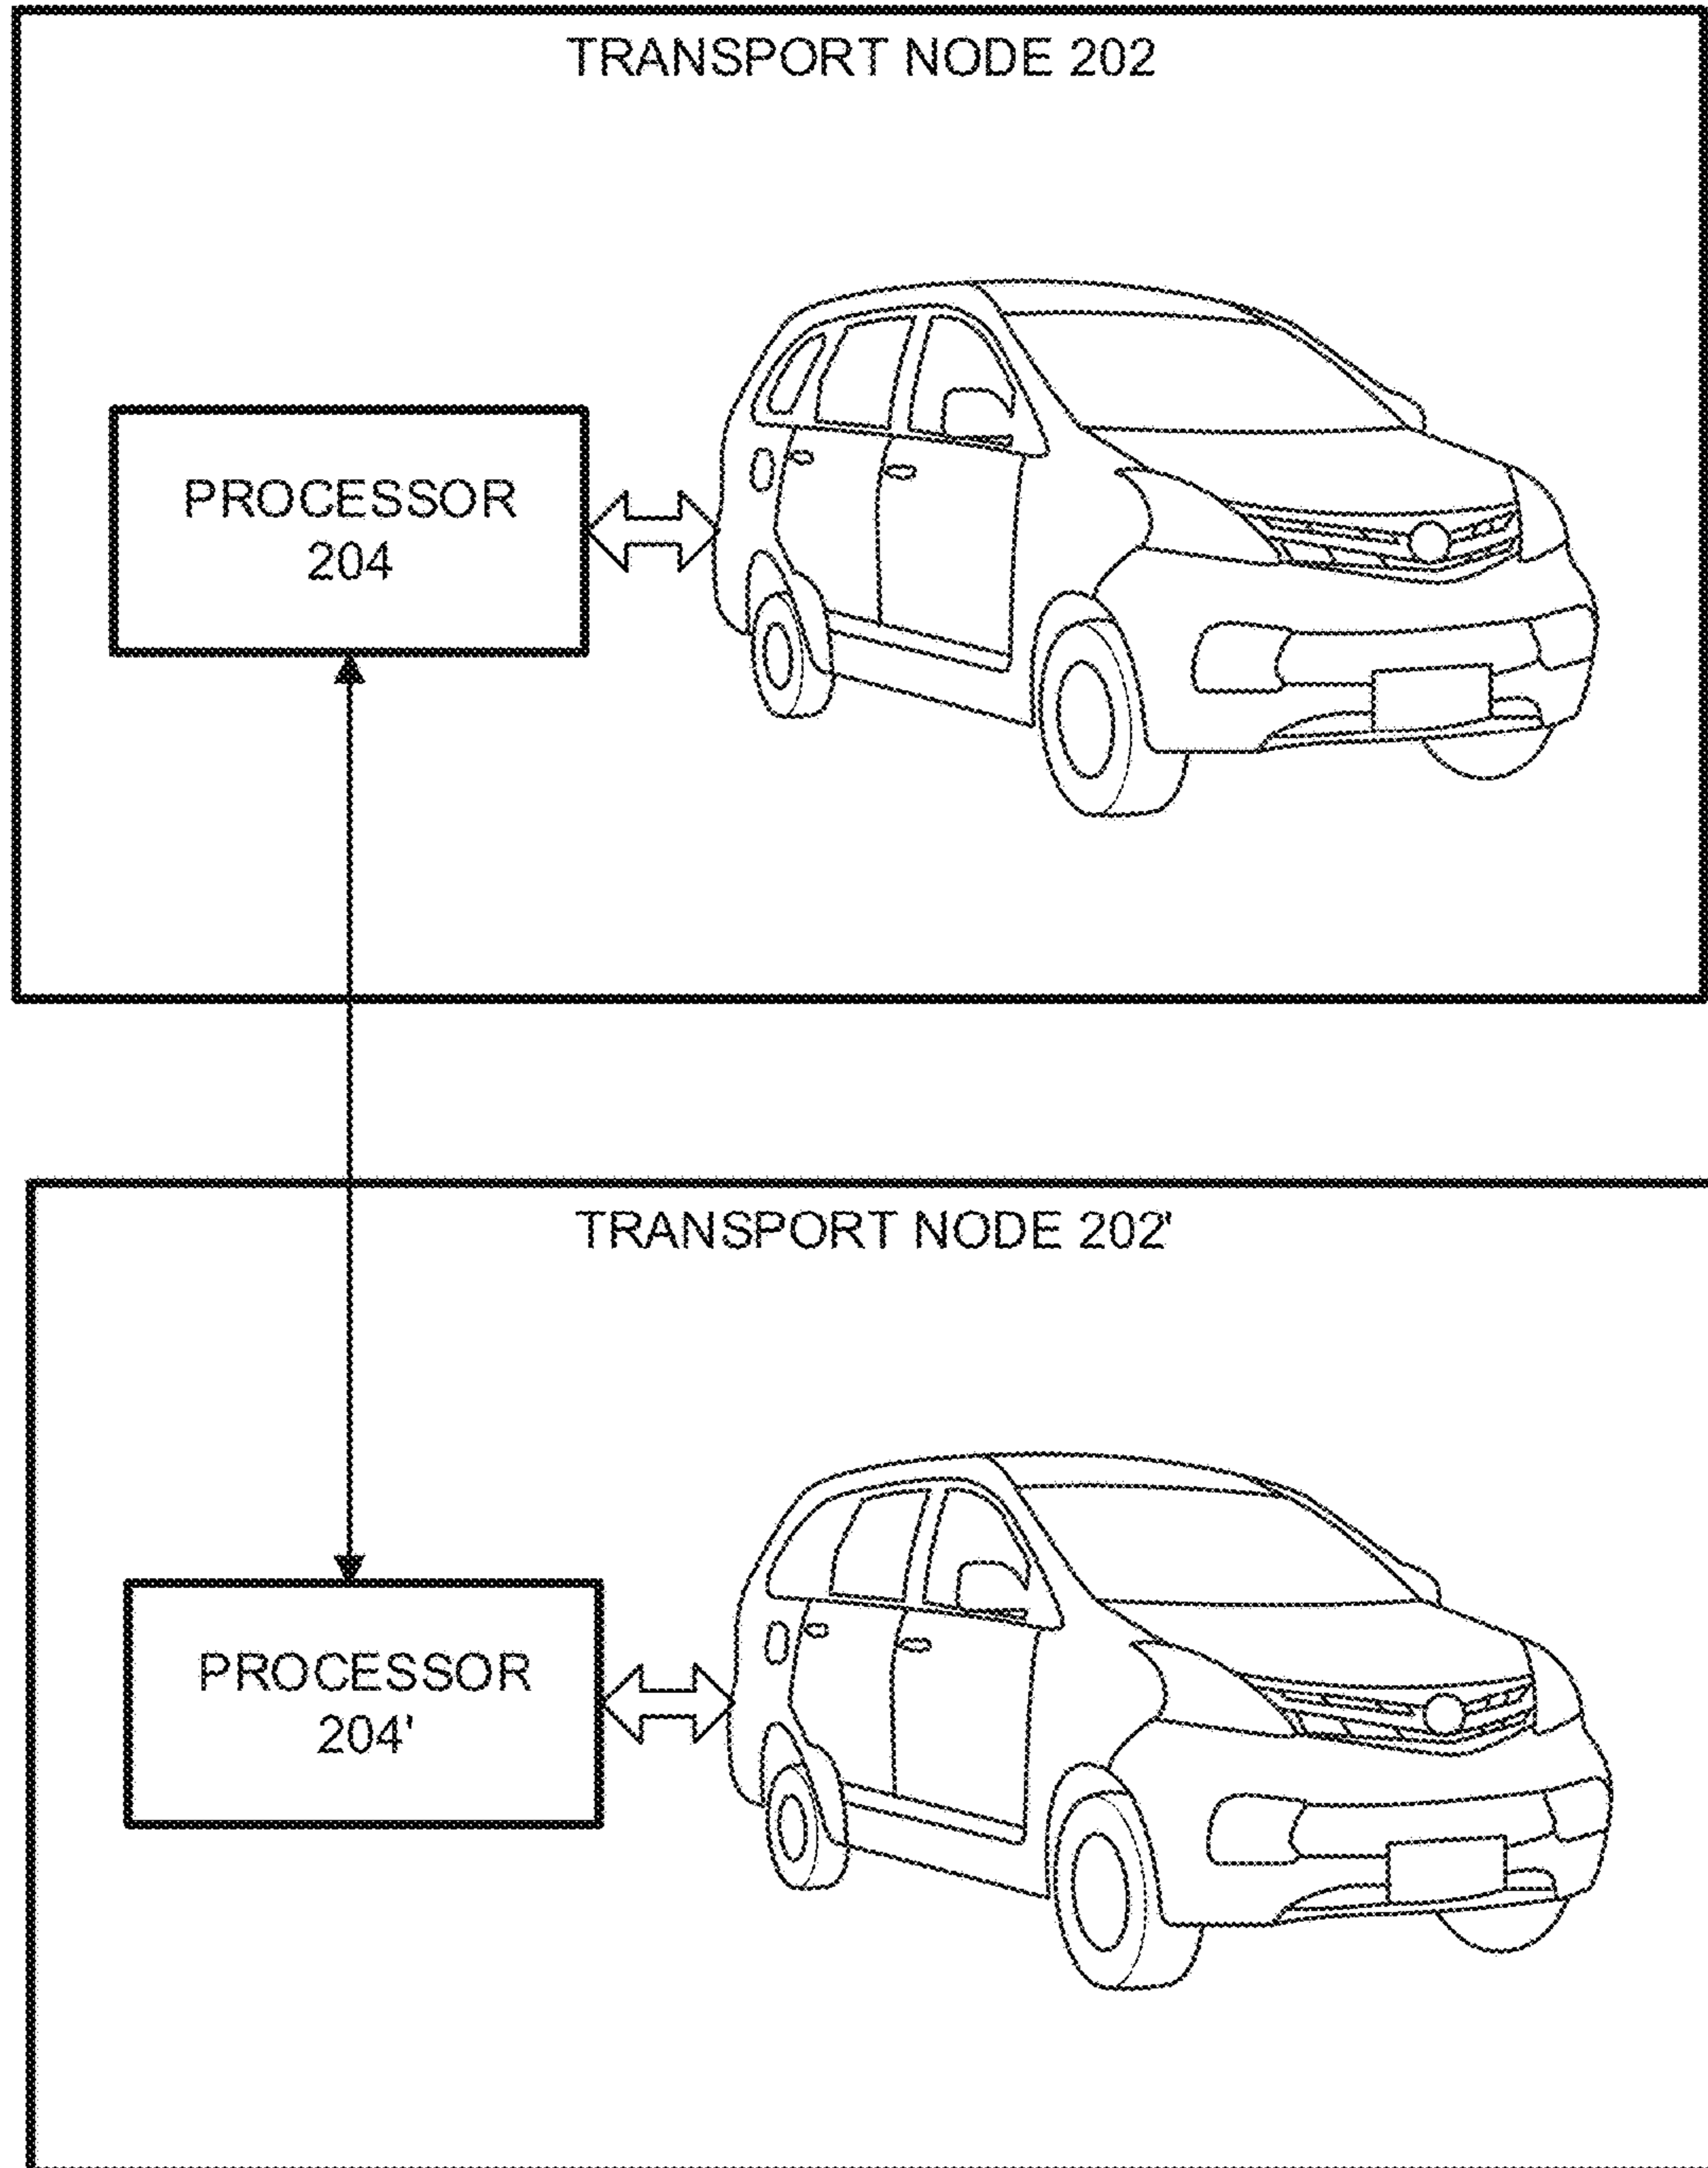 TRANSPORT NODE 202
PROCESSOR
204
TRANSPORT NODE 202'
PROCESSOR
204'